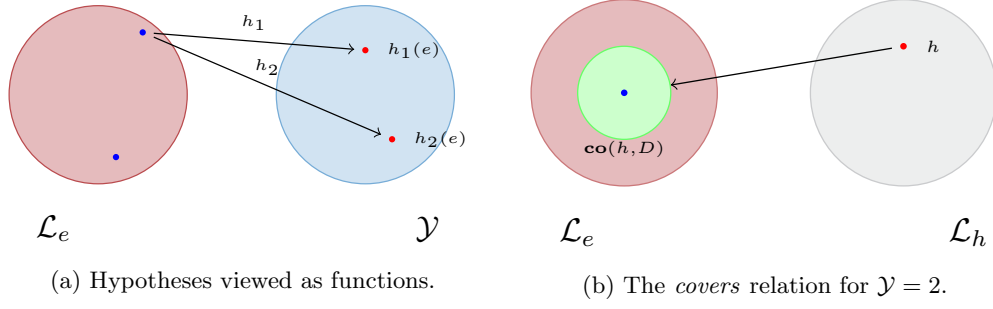 h₁
h₂
h₁(e)
h₂(e)
ℒₑ
𝒴
(a) Hypotheses viewed as functions.
h
co(h, D)
ℒₑ
ℒₕ
(b) The covers relation for 𝒴 = 2.